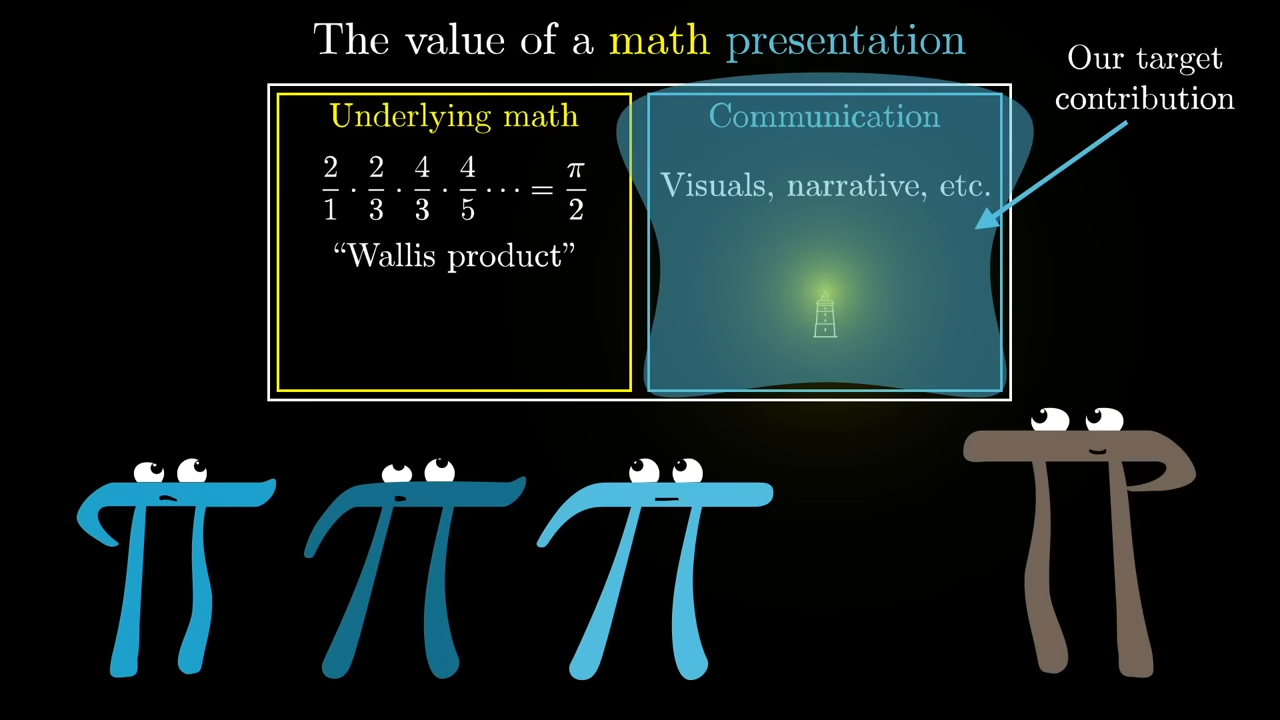 The value of a math presentation
Our target
contribution
Underlying math
2/1 · 2/3 · 4/3 · 4/5 ⋯ = π/2
“Wallis product”
Communication
Visuals, narrative, etc.